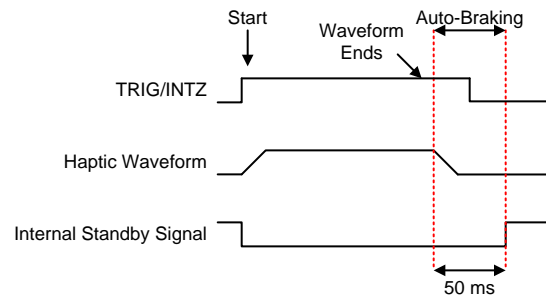 Start
Waveform
Ends
Auto-Braking
TRIG/INTZ
Haptic Waveform
Internal Standby Signal
50 ms